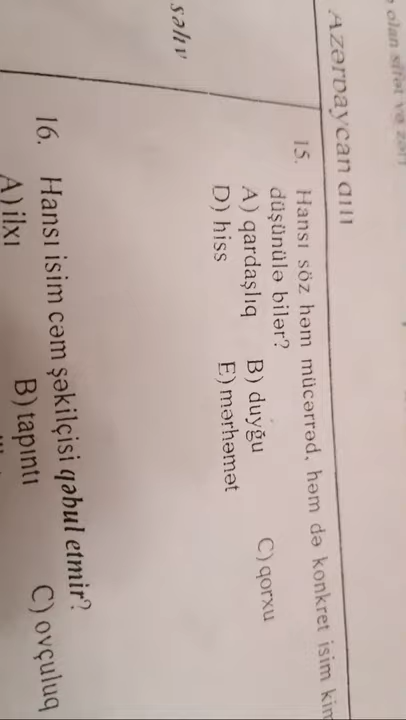 olan sifət və zərf
Azərbaycan dili
səhv
15. Hansı söz həm mücərrəd, həm də konkret isim kim
düşünülə bilər?
A) qardaşlıq B) duyğu C) qorxu
D) hiss E) mərhəmət
16. Hansı isim cəm şəkilçisi qəbul etmir?
A) ilxı B) tapıntı C) ovçuluq